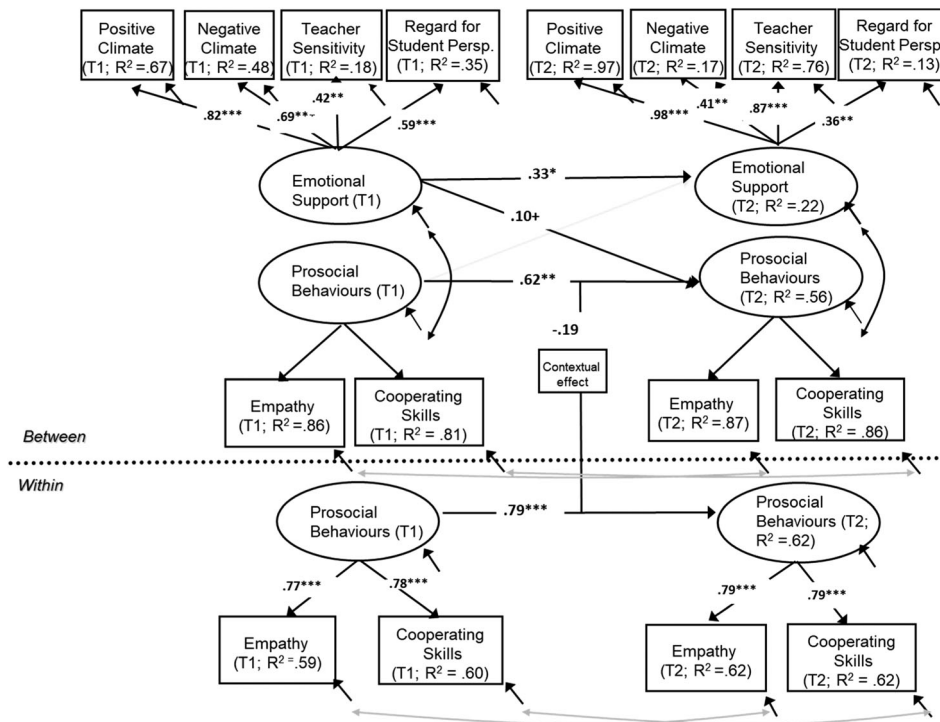 Positive
Climate
(T1; R² =.67)
Negative
Climate
(T1; R² =.48)
Teacher
Sensitivity
(T1; R² =.18)
Regard for
Student Persp.
(T1; R² =.35)
Positive
Climate
(T2; R² =.97)
Negative
Climate
(T2; R² =.17)
Teacher
Sensitivity
(T2; R² =.76)
Regard for
Student Persp.
(T2; R² =.13)
.82***
.69**
.42**
.59***
.98***
.41**
.87***
.36**
Emotional
Support (T1)
.33*
Emotional
Support
(T2; R² =.22)
.10+
Prosocial
Behaviours (T1)
.62**
Prosocial
Behaviours
(T2; R² =.56)
-.19
Contextual
effect
Empathy
(T1; R² =.86)
Cooperating
Skills
(T1; R² = .81)
Empathy
(T2; R² =.87)
Cooperating
Skills
(T2; R² =.86)
Between
Within
Prosocial
Behaviours (T1)
.79***
Prosocial
Behaviours (T2;
R² =.62)
.77***
.78***
.79***
.79***
Empathy
(T1; R² =.59)
Cooperating
Skills
(T1; R² =.60)
Empathy
(T2; R² =.62)
Cooperating
Skills
(T2; R² =.62)